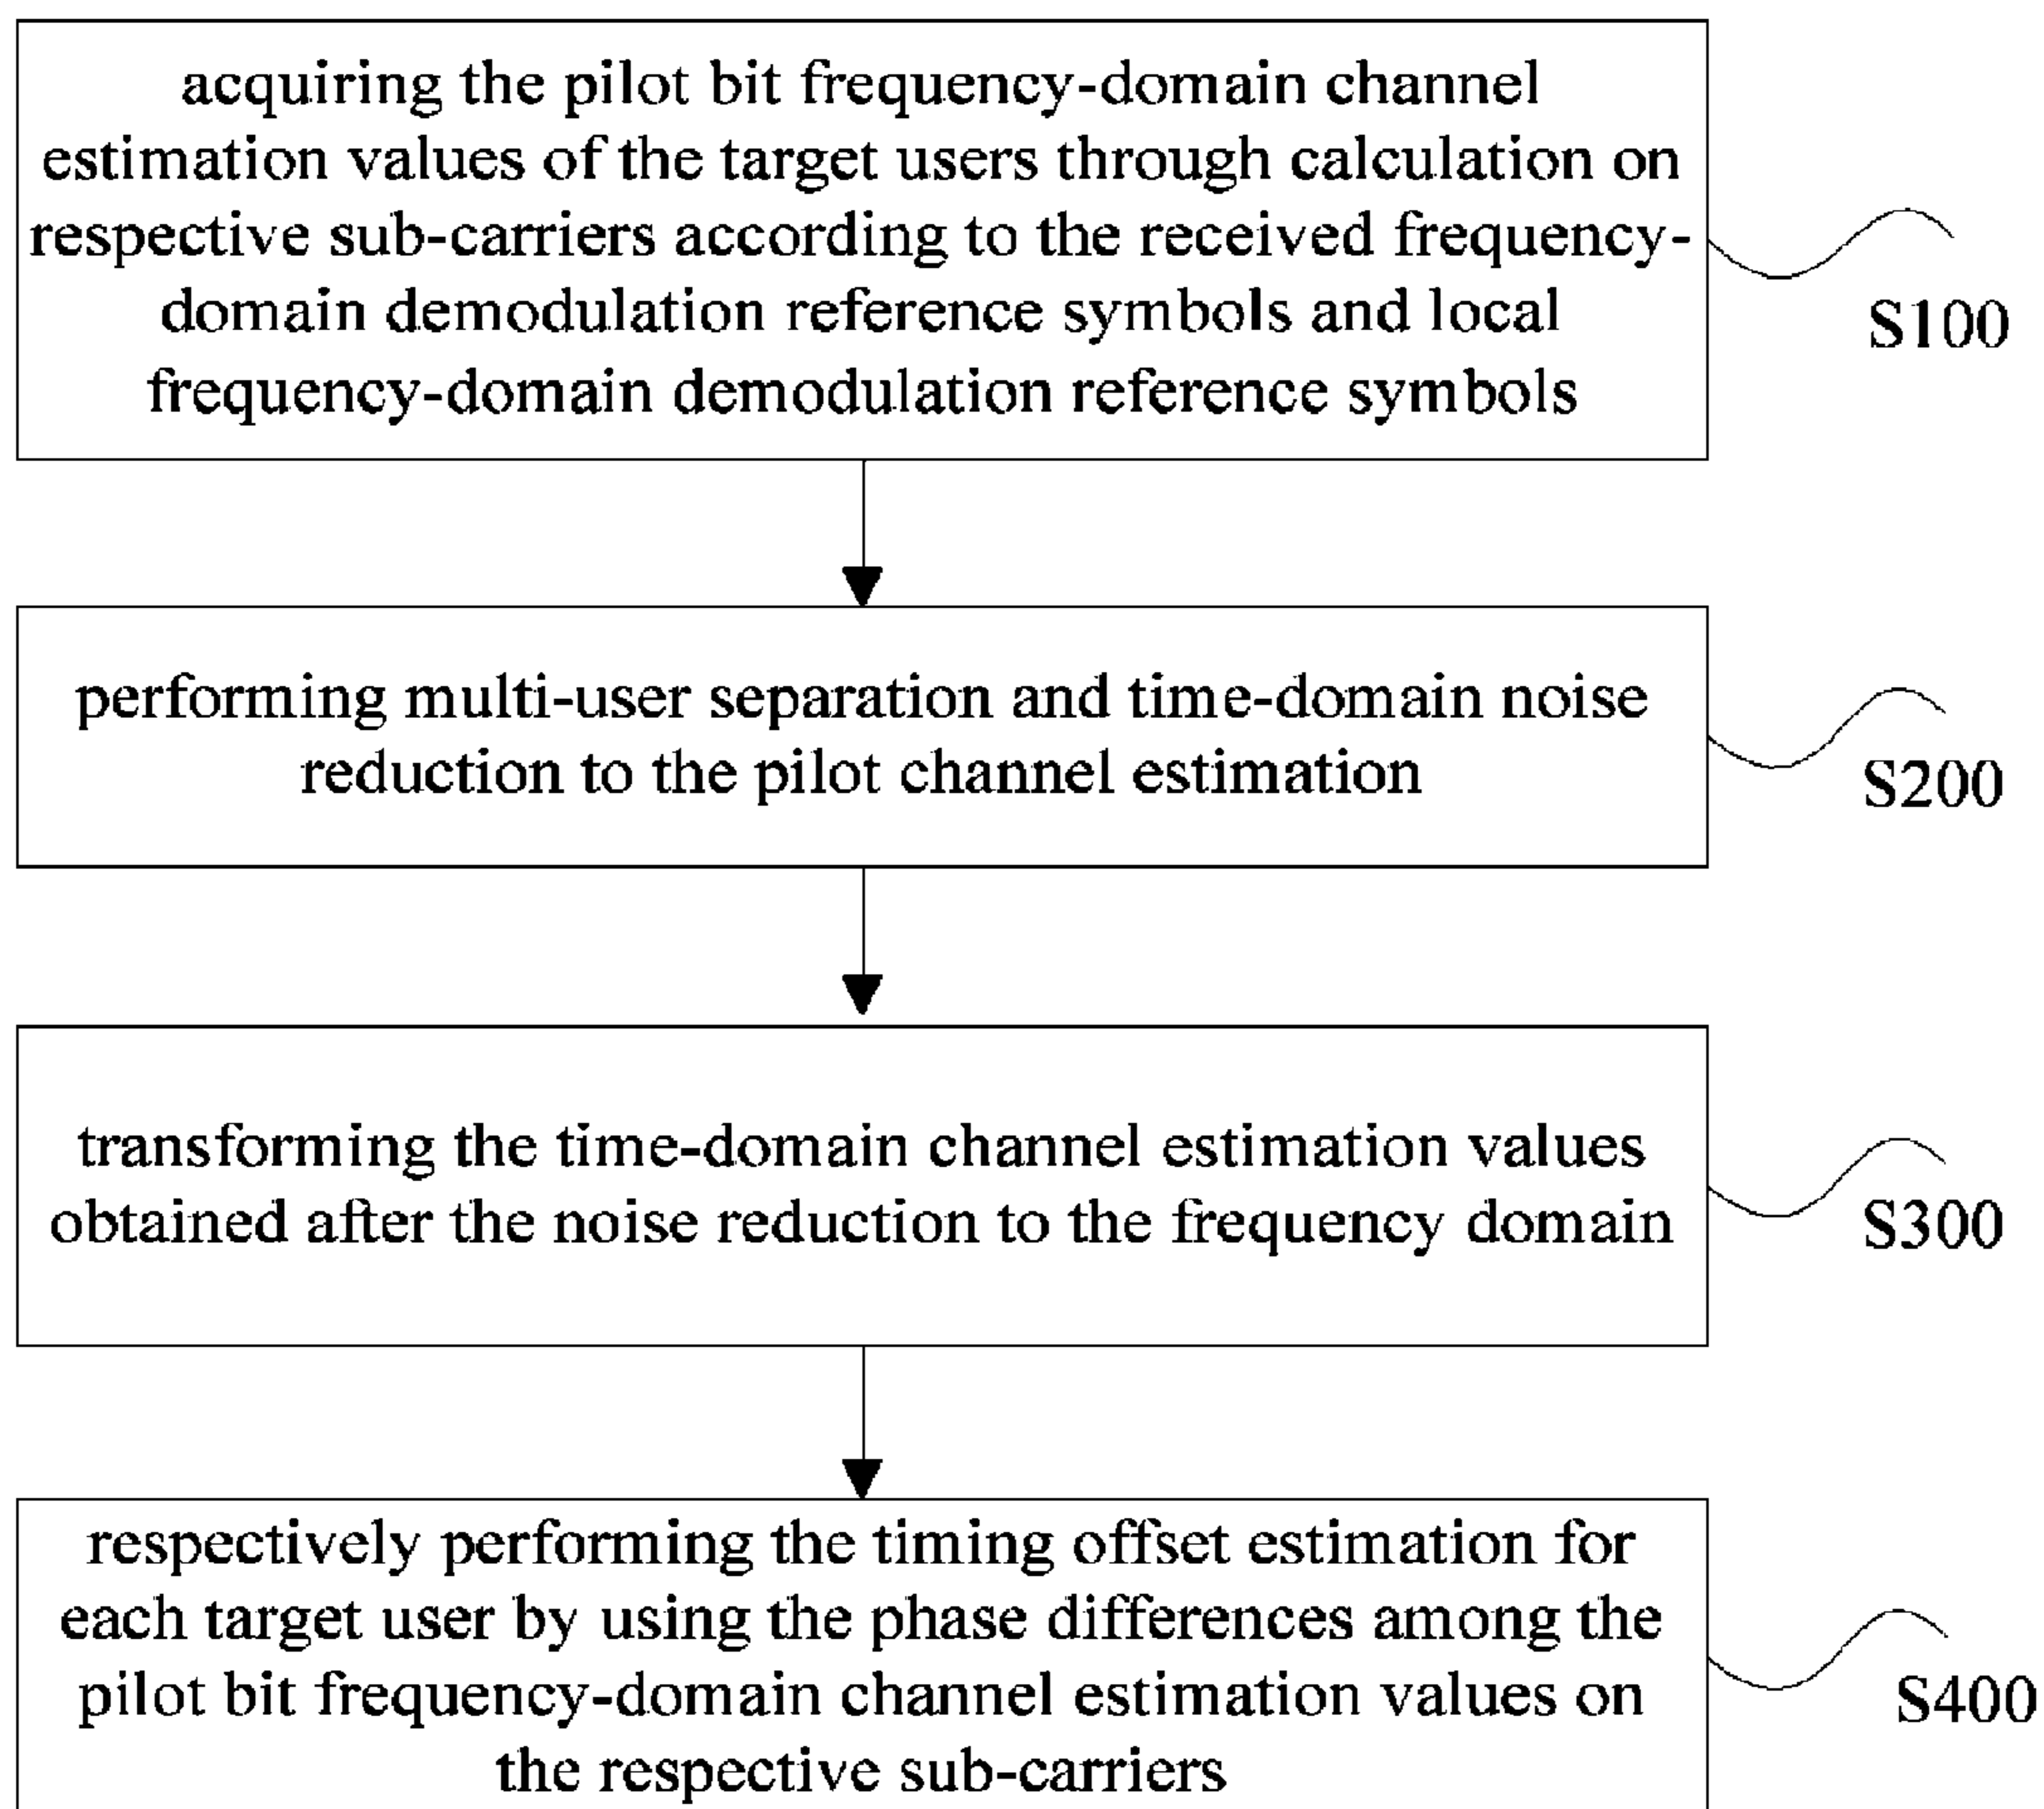 acquiring the pilot bit frequency-domain channel
estimation values of the target users through calculation on
respective sub-carriers according to the received frequency-
domain demodulation reference symbols and local
frequency-domain demodulation reference symbols
S100
performing multi-user separation and time-domain noise
reduction to the pilot channel estimation
S200
transforming the time-domain channel estimation values
obtained after the noise reduction to the frequency domain
S300
respectively performing the timing offset estimation for
each target user by using the phase differences among the
pilot bit frequency-domain channel estimation values on
the respective sub-carriers
S400